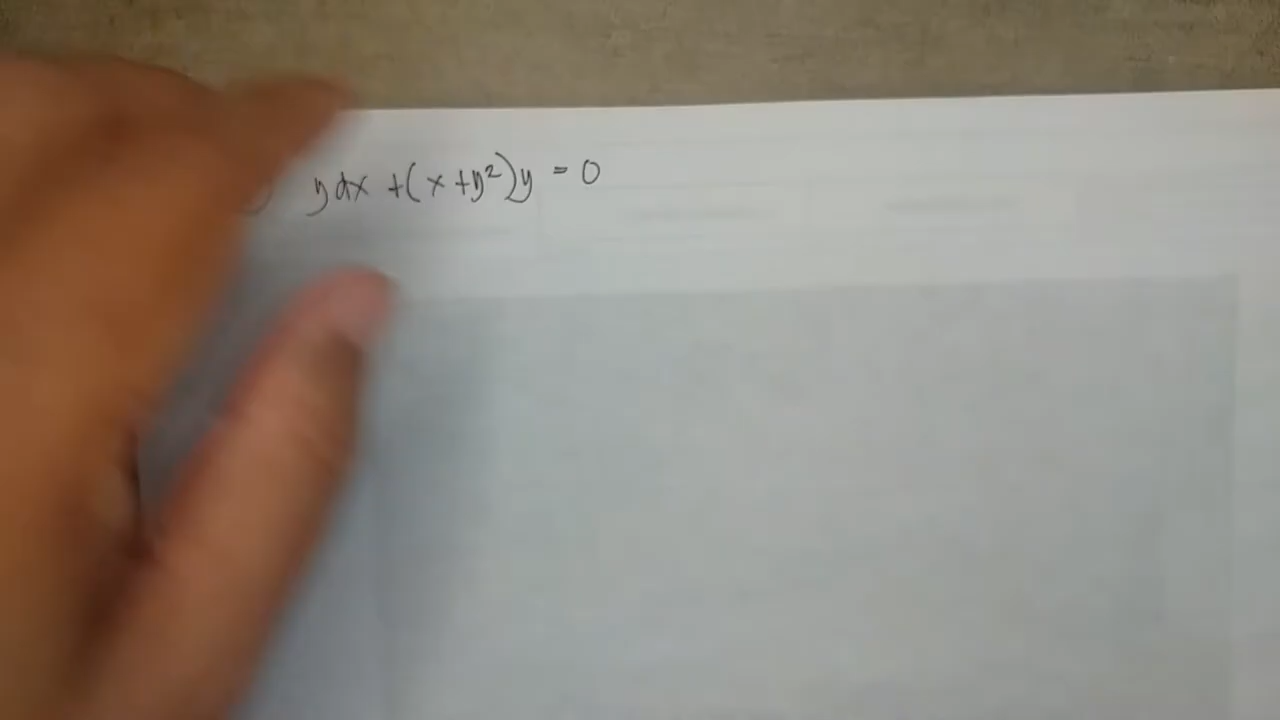 ) y dx + (x + y²)y = 0